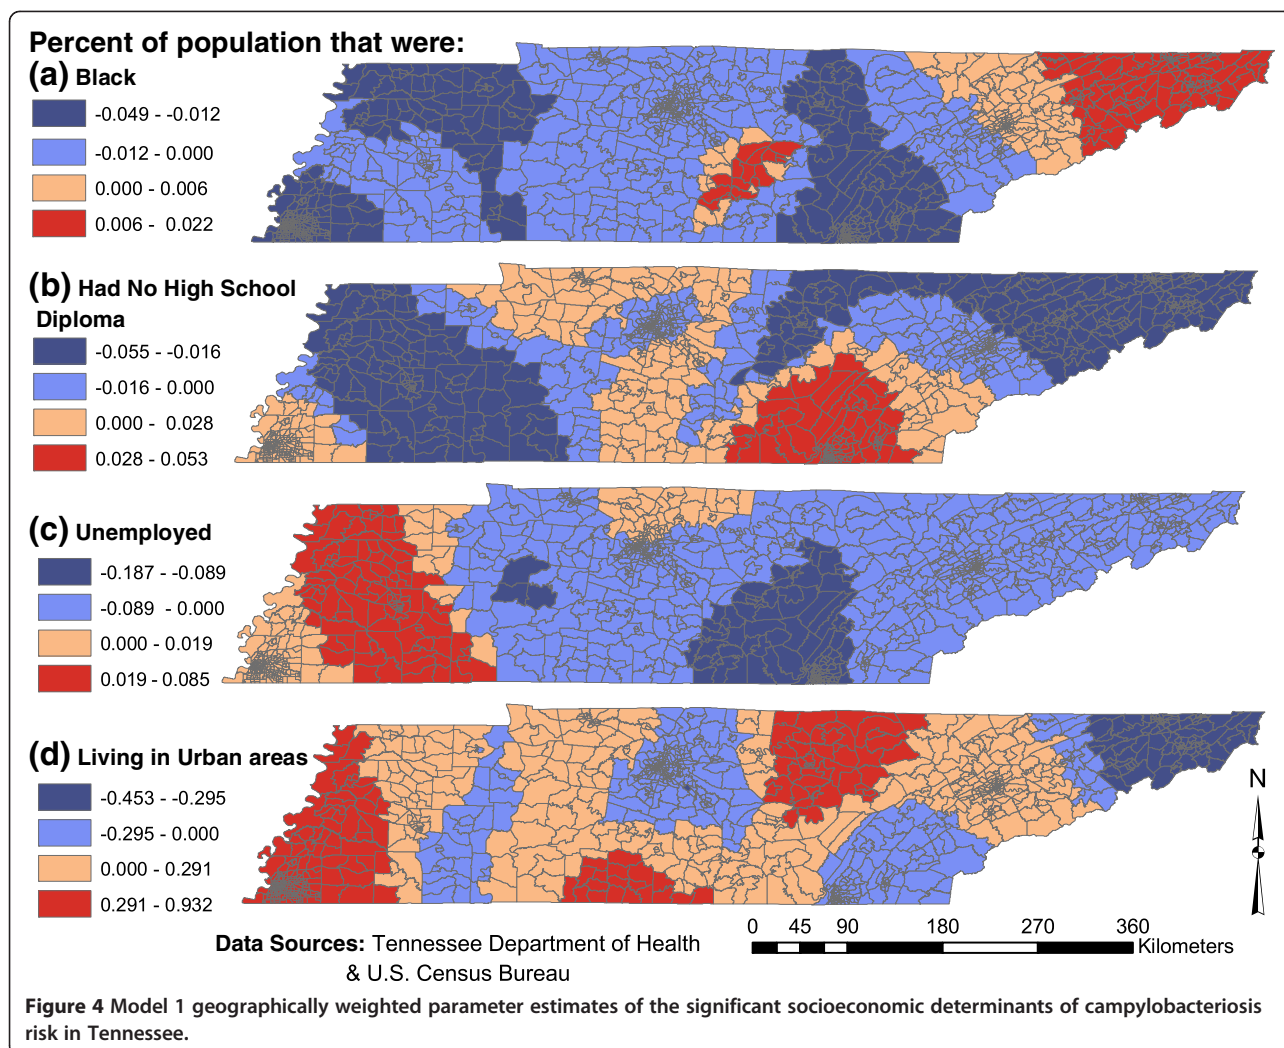 Percent of population that were:
(a) Black
-0.049 - -0.012
-0.012 - 0.000
0.000 - 0.006
0.006 - 0.022
(b) Had No High School
Diploma
-0.055 - -0.016
-0.016 - 0.000
0.000 - 0.028
0.028 - 0.053
(c) Unemployed
-0.187 - -0.089
-0.089 - 0.000
0.000 - 0.019
0.019 - 0.085
(d) Living in Urban areas
-0.453 - -0.295
-0.295 - 0.000
0.000 - 0.291
0.291 - 0.932
N
0 45 90 180 270 360
Kilometers
Data Sources: Tennessee Department of Health
& U.S. Census Bureau
Figure 4 Model 1 geographically weighted parameter estimates of the significant socioeconomic determinants of campylobacteriosis
risk in Tennessee.